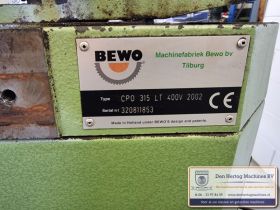 BEWO
Machinefabriek Bewo bv
Tilburg
Type CPO 315 LT 400V 2002
Serial nr 320811853
CE
Made in Holland under BEWO'S design and patents.
Den Hertog Machines BV